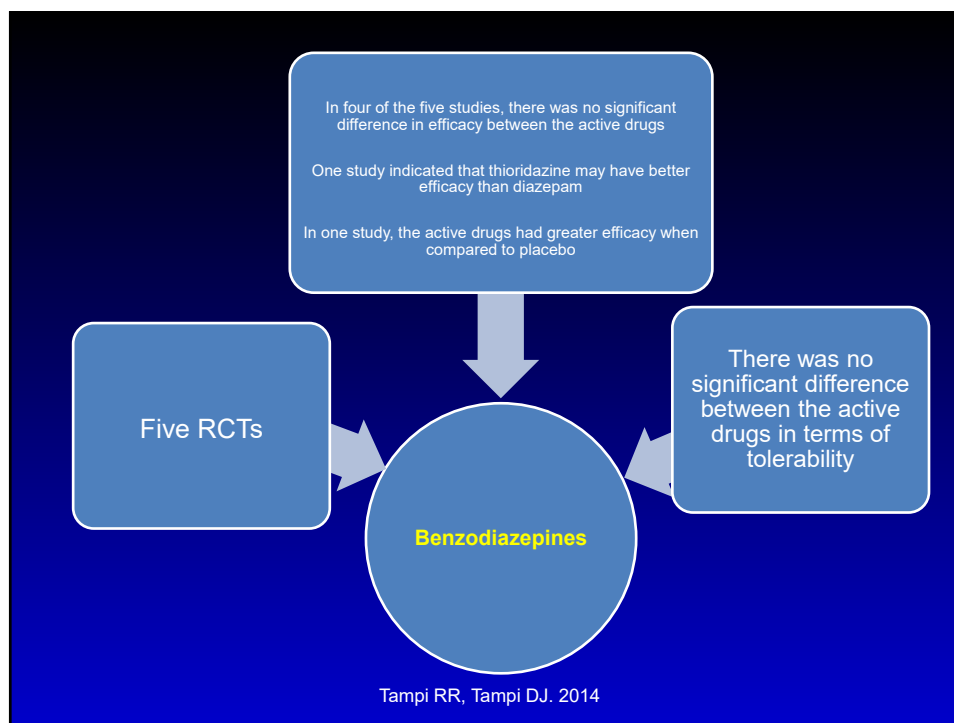 In four of the five studies, there was no significant
difference in efficacy between the active drugs
One study indicated that thioridazine may have better
efficacy than diazepam
In one study, the active drugs had greater efficacy when
compared to placebo
Five RCTs
There was no
significant difference
between the active
drugs in terms of
tolerability
Benzodiazepines
Tampi RR, Tampi DJ. 2014